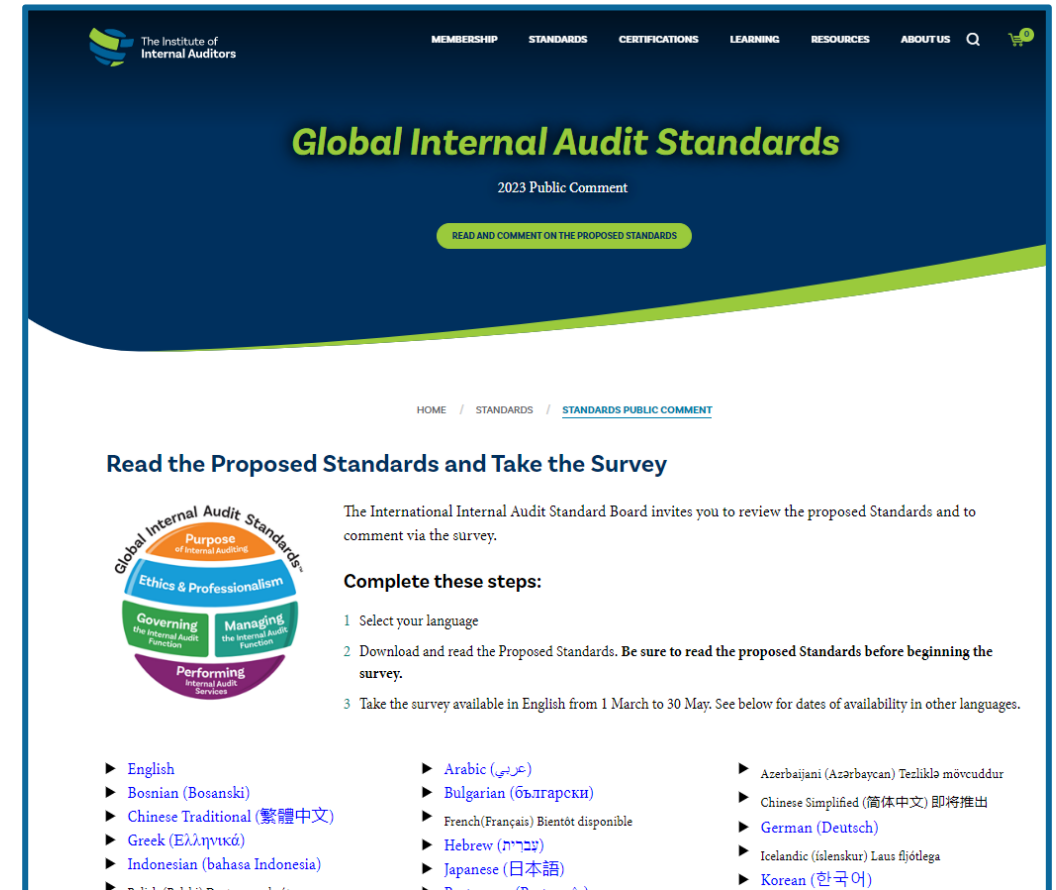 The Institute of
Internal Auditors
MEMBERSHIP STANDARDS CERTIFICATIONS LEARNING RESOURCES ABOUT US 0
Global Internal Audit Standards
2023 Public Comment
READ AND COMMENT ON THE PROPOSED STANDARDS
HOME / STANDARDS / STANDARDS PUBLIC COMMENT
Read the Proposed Standards and Take the Survey
Global Internal Audit Standards™
Purpose
of Internal Auditing
Ethics & Professionalism
Governing
the Internal Audit
Function
Managing
the Internal Audit
Function
Performing
Internal Audit
Services
The International Internal Audit Standard Board invites you to review the proposed Standards and to
comment via the survey.
Complete these steps:
1 Select your language
2 Download and read the Proposed Standards. Be sure to read the proposed Standards before beginning the
survey.
3 Take the survey available in English from 1 March to 30 May. See below for dates of availability in other languages.
English
Bosnian (Bosanski)
Chinese Traditional (繁體中文)
Greek (Ελληνικά)
Indonesian (bahasa Indonesia)
Arabic (عربي)
Bulgarian (български)
French(Français) Bientôt disponible
Hebrew (עִברִית)
Japanese (日本語)
Azerbaijani (Azərbaycan) Tezliklə mövcuddur
Chinese Simplified (简体中文) 即将推出
German (Deutsch)
Icelandic (íslenskur) Laus fljótlega
Korean (한국어)